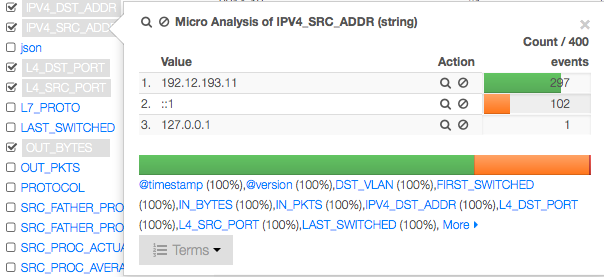 IPV4_DST_ADDR
IPV4_SRC_ADDR
json
L4_DST_PORT
L4_SRC_PORT
L7_PROTO
LAST_SWITCHED
OUT_BYTES
OUT_PKTS
PROTOCOL
SRC_FATHER_PRO
SRC_PROC_ACTUA
SRC_PROC_AVERA
Micro Analysis of IPV4_SRC_ADDR (string)
×
Count / 400
Value Action events
1. 192.12.193.11 297
2. ::1 102
3. 127.0.0.1 1
@timestamp (100%),@version (100%),DST_VLAN (100%),FIRST_SWITCHED
(100%),IN_BYTES (100%),IN_PKTS (100%),IPV4_DST_ADDR (100%),L4_DST_PORT
(100%),L4_SRC_PORT (100%),LAST_SWITCHED (100%), More
Terms